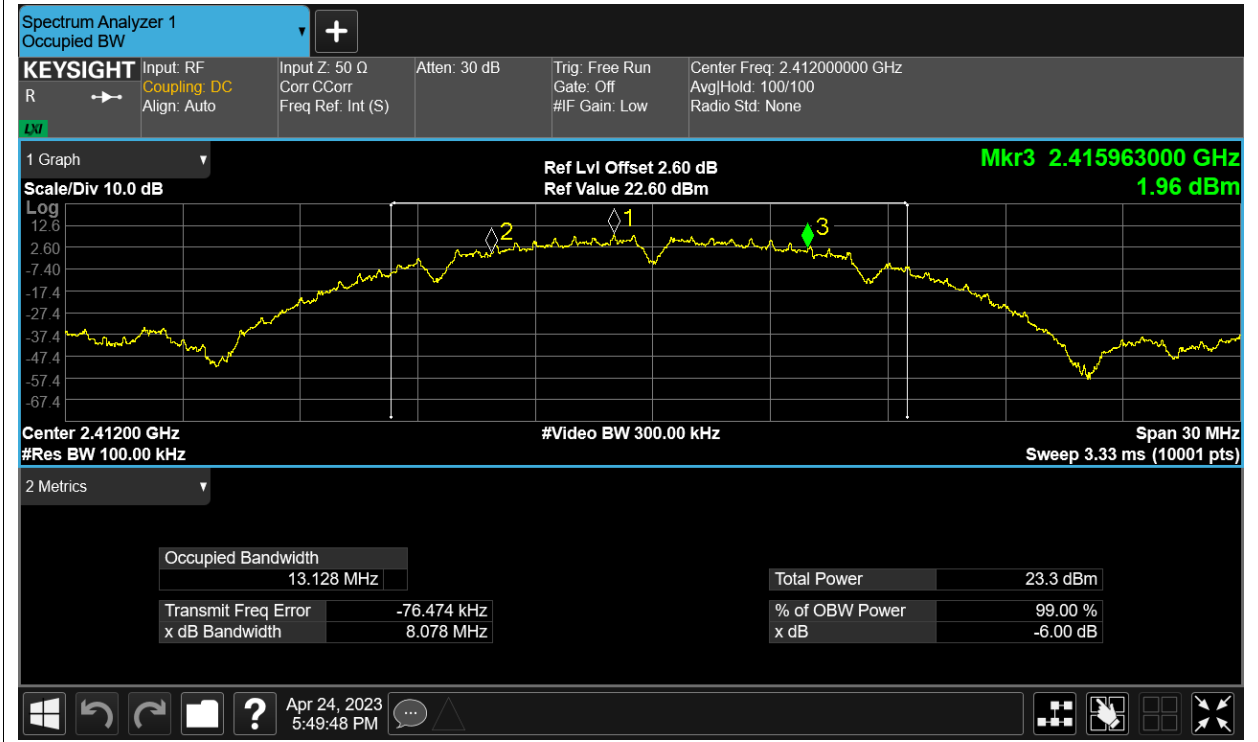 Spectrum Analyzer 1
Occupied BW
KEYSIGHT
R
LXI
Input: RF
Coupling: DC
Align: Auto
Input Z: 50 Ω
Corr CCorr
Freq Ref: Int (S)
Atten: 30 dB
Trig: Free Run
Gate: Off
#IF Gain: Low
Center Freq: 2.412000000 GHz
Avg|Hold: 100/100
Radio Std: None
1 Graph
Scale/Div 10.0 dB
Ref Lvl Offset 2.60 dB
Ref Value 22.60 dBm
Mkr3 2.415963000 GHz
1.96 dBm
Log
12.6
2.60
-7.40
-17.4
-27.4
-37.4
-47.4
-57.4
-67.4
2
1
3
Center 2.41200 GHz
#Res BW 100.00 kHz
#Video BW 300.00 kHz
Span 30 MHz
Sweep 3.33 ms (10001 pts)
2 Metrics
Occupied Bandwidth
13.128 MHz
Transmit Freq Error -76.474 kHz
x dB Bandwidth 8.078 MHz
Total Power 23.3 dBm
% of OBW Power 99.00 %
x dB -6.00 dB
?
Apr 24, 2023
5:49:48 PM